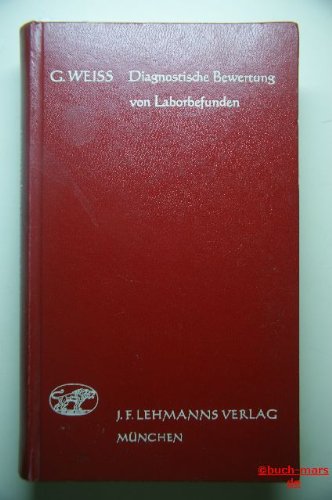 G. WEISS Diagnostische Bewertung
von Laborbefunden
J. F. LEHMANNS VERLAG
MÜNCHEN
©buch-mars
de